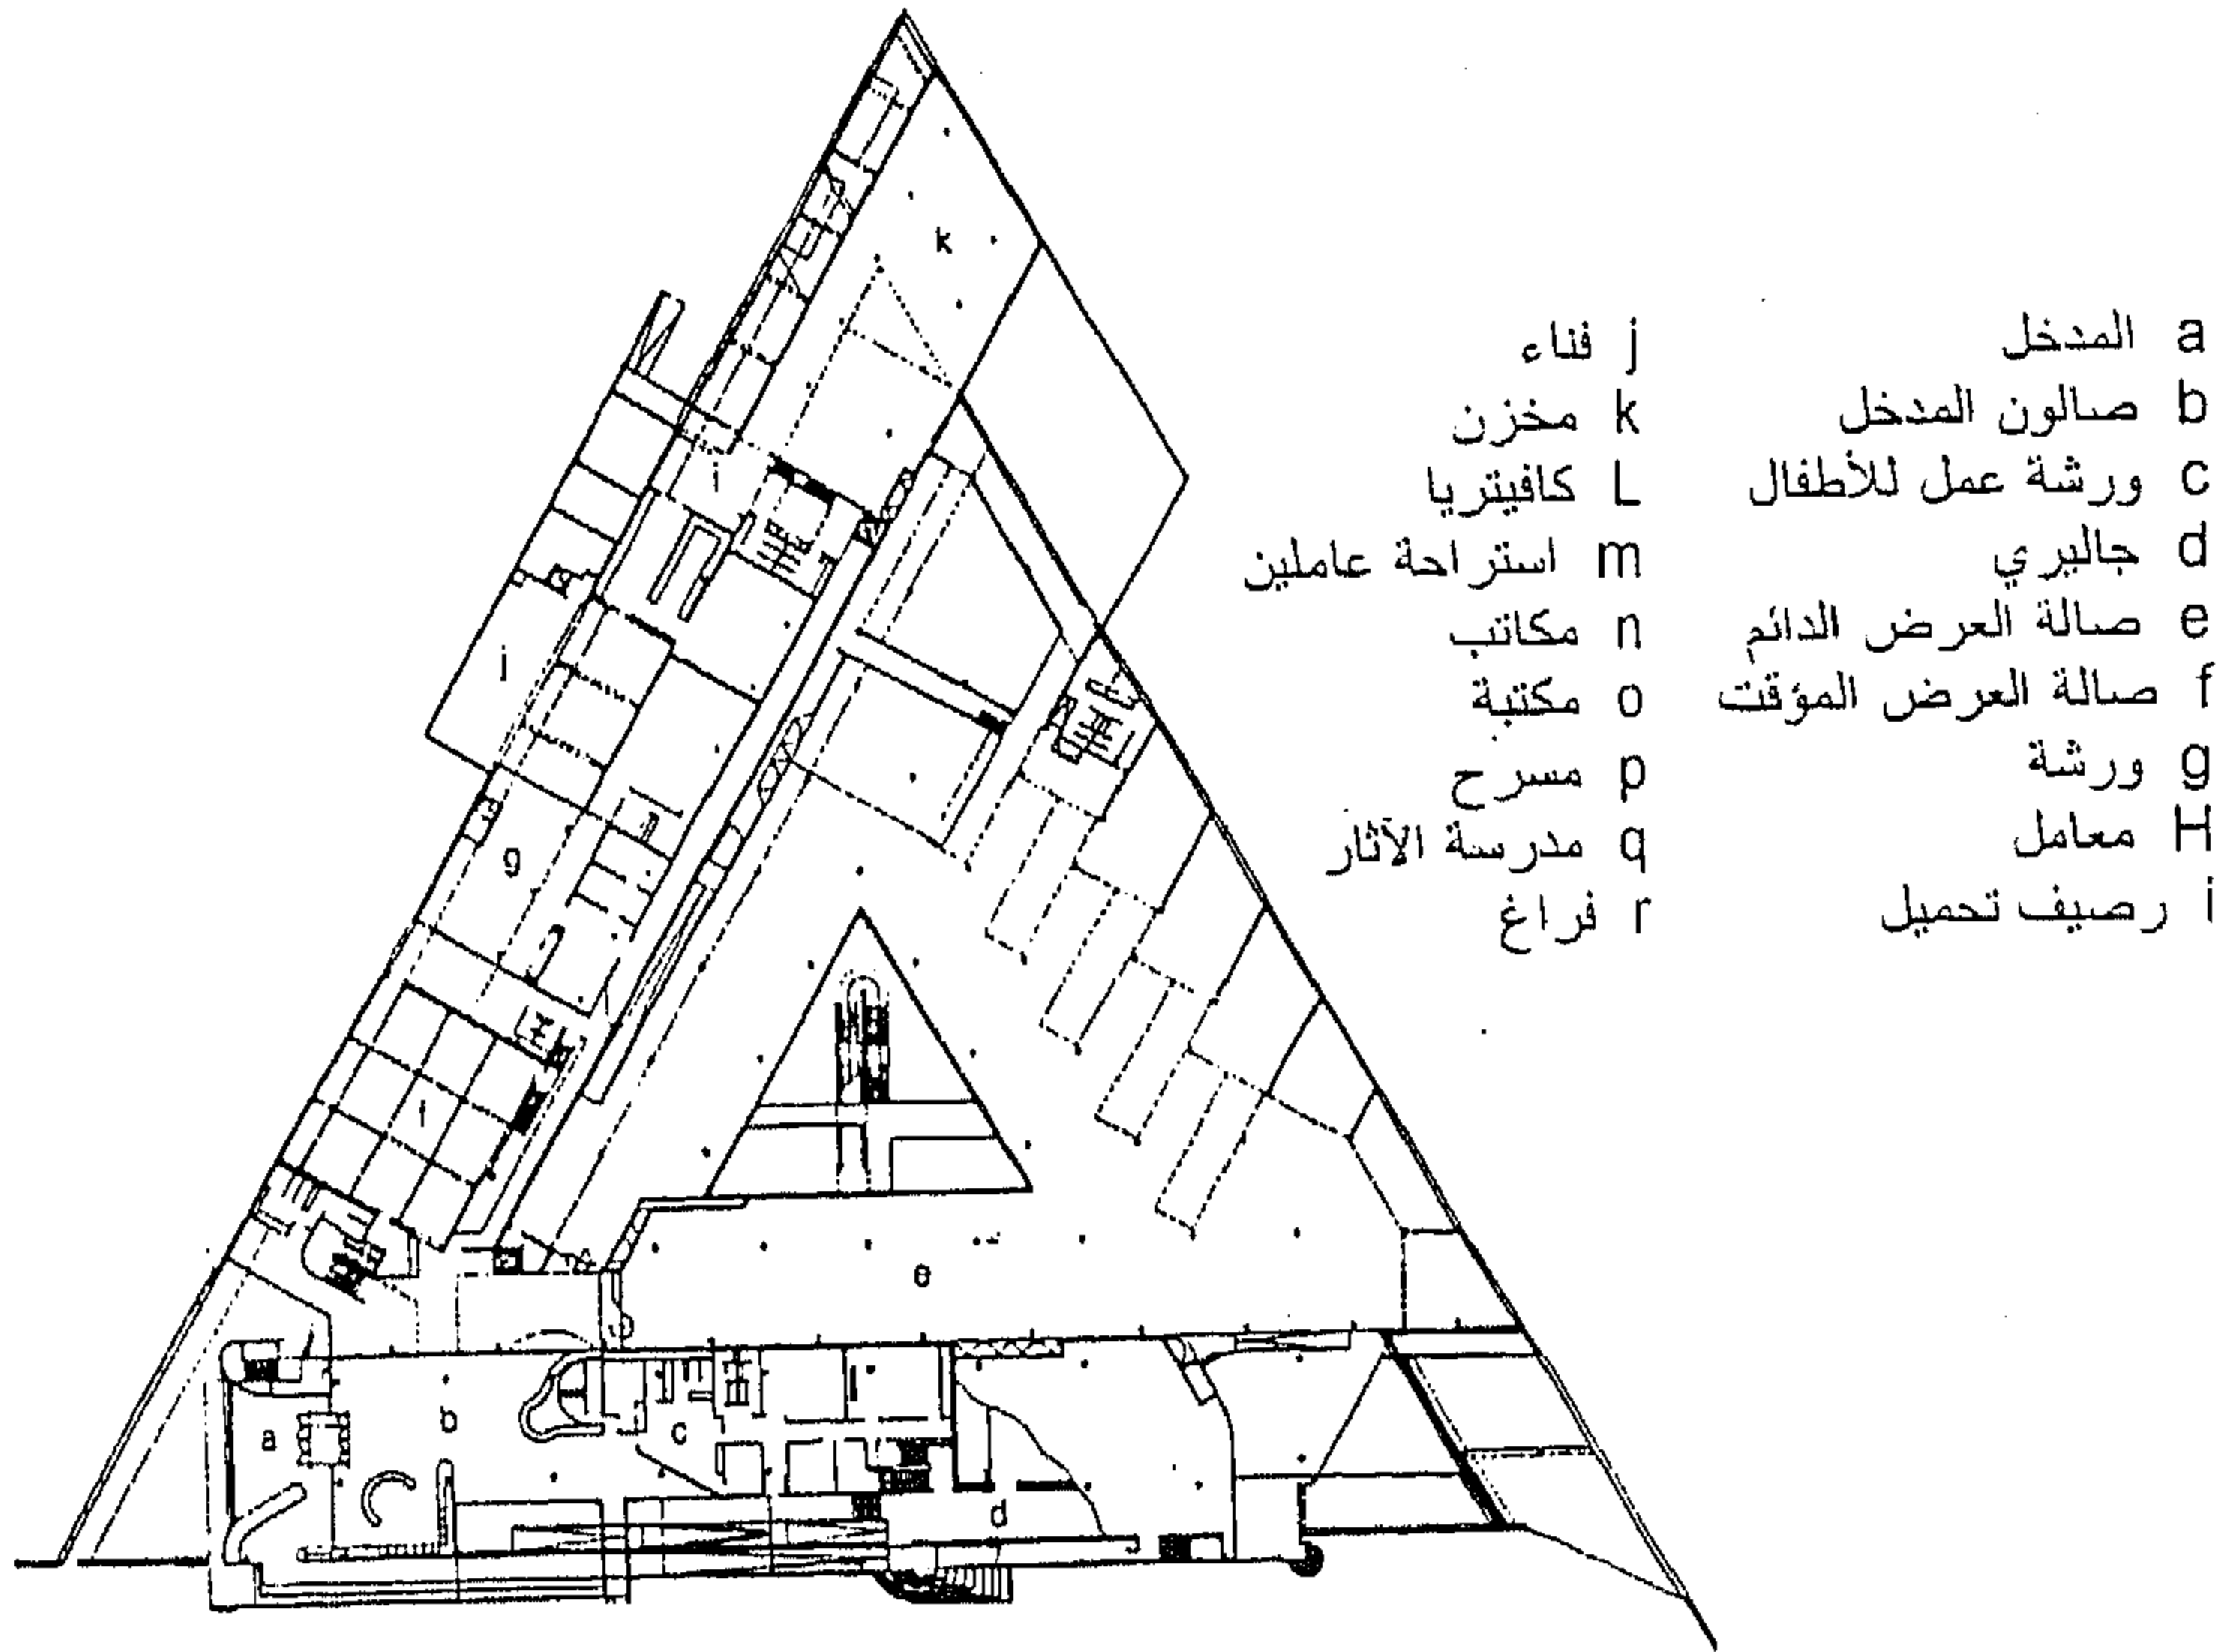 a المدخل
b صالون المدخل
c ورشة عمل للأطفال
d جاليري
e صالة العرض الدائم
f صالة العرض المؤقت
g ورشة
H معامل
i رصيف تحميل
j فناء
k مخزن
L كافيتريا
m استراحة عاملين
n مكاتب
o مكتبة
p مسرح
q مدرسة الآثار
r فراغ
k
i
j
g
f
e
a
b
c
d